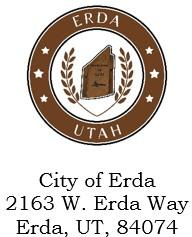 ERDA
UTAH
City of Erda
2163 W. Erda Way
Erda, UT, 84074